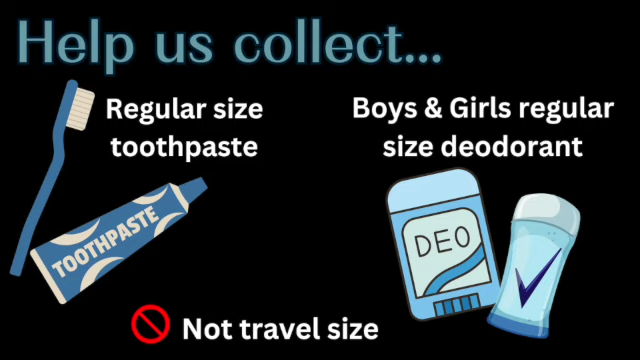 Help us collect...
Regular size
toothpaste
Boys & Girls regular
size deodorant
TOOTHPASTE
DEO
Not travel size